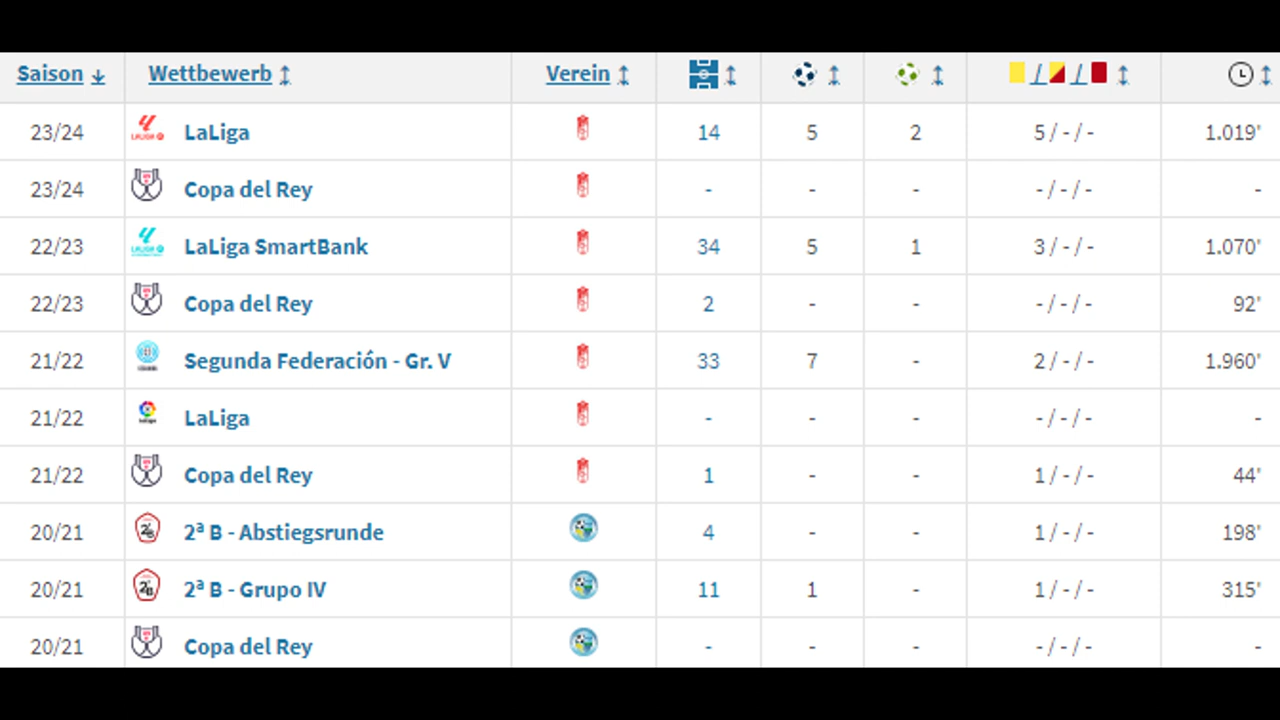 Saison Wettbewerb Verein / /
23/24 LaLiga 14 5 2 5 / - / - 1.019'
23/24 Copa del Rey - - - - / - / - -
22/23 LaLiga SmartBank 34 5 1 3 / - / - 1.070'
22/23 Copa del Rey 2 - - - / - / - 92'
21/22 Segunda Federación - Gr. V 33 7 - 2 / - / - 1.960'
21/22 LaLiga - - - - / - / - -
21/22 Copa del Rey 1 - - 1 / - / - 44'
20/21 2ª B - Abstiegsrunde 4 - - 1 / - / - 198'
20/21 2ª B - Grupo IV 11 1 - 1 / - / - 315'
20/21 Copa del Rey - - - - / - / - -